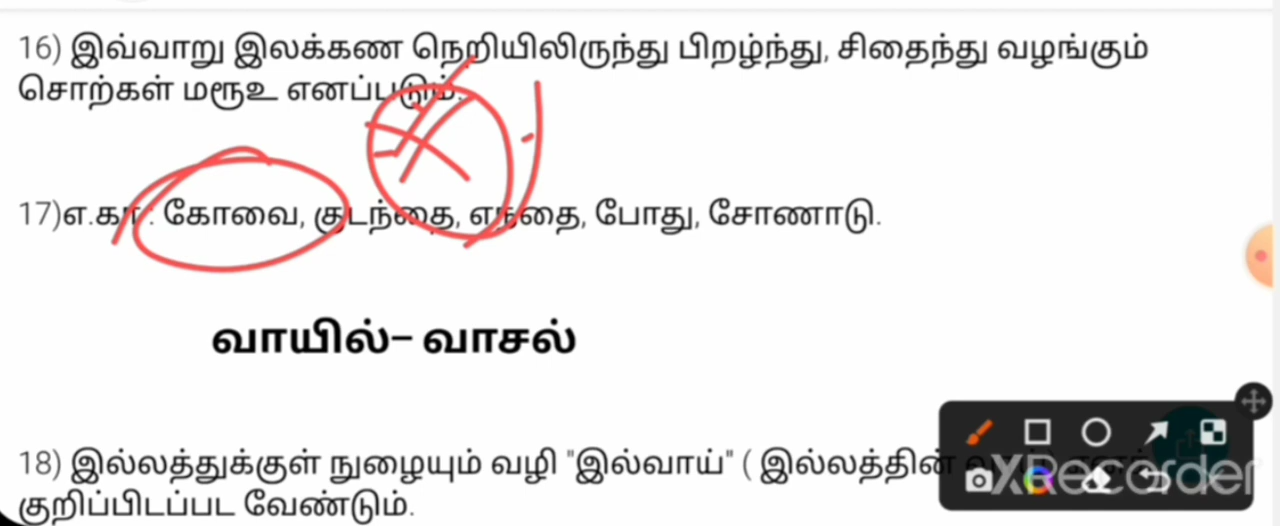 16) இவ்வாறு இலக்கண நெறியிலிருந்து பிறழ்ந்து, சிதைந்து வழங்கும்
சொற்கள் மரூஉ எனப்படும்.
17)எ.கா : கோவை, குடந்தை, எந்தை, போது, சோணாடு.
வாயில்– வாசல்
18) இல்லத்துக்குள் நுழையும் வழி "இல்வாய்" ( இல்லத்தின்
XRecorder
குறிப்பிடப்பட வேண்டும்.